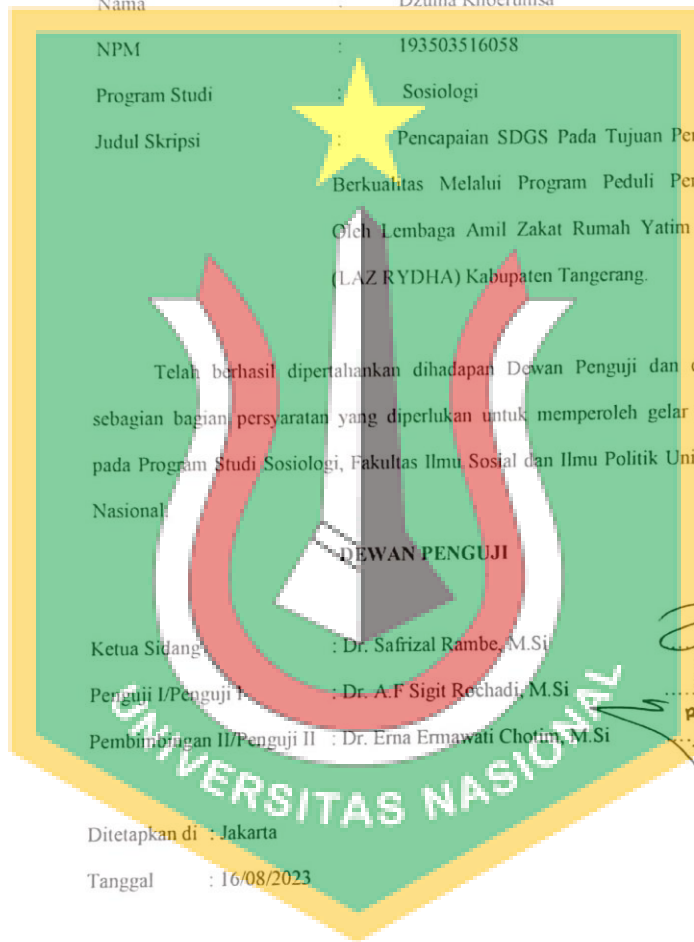 Nama :
NPM : 193503516058
Program Studi : Sosiologi
Judul Skripsi : Pencapaian SDGS Pada Tujuan
Berkualitas Melalui Program Peduli
Oleh Lembaga Amil Zakat Rumah Yatim
(LAZ RYDHA) Kabupaten Tangerang.
Telah berhasil dipertahankan dihadapan Dewan Penguji dan
sebagian bagian persyaratan yang diperlukan untuk memperoleh gelar
pada Program Studi Sosiologi, Fakultas Ilmu Sosial dan Ilmu Politik
Nasional.
DEWAN PENGUJI
Ketua Sidang : Dr. Safrizal Rambe, M.Si
Penguji I/Penguji : Dr. A.F Sigit Rochadi, M.Si
Pembimbingan II/Penguji II : Dr. Erna Ermawati Chotim, M.Si
UNIVERSITAS NASIONAL
Ditetapkan di : Jakarta
Tanggal : 16/08/2023